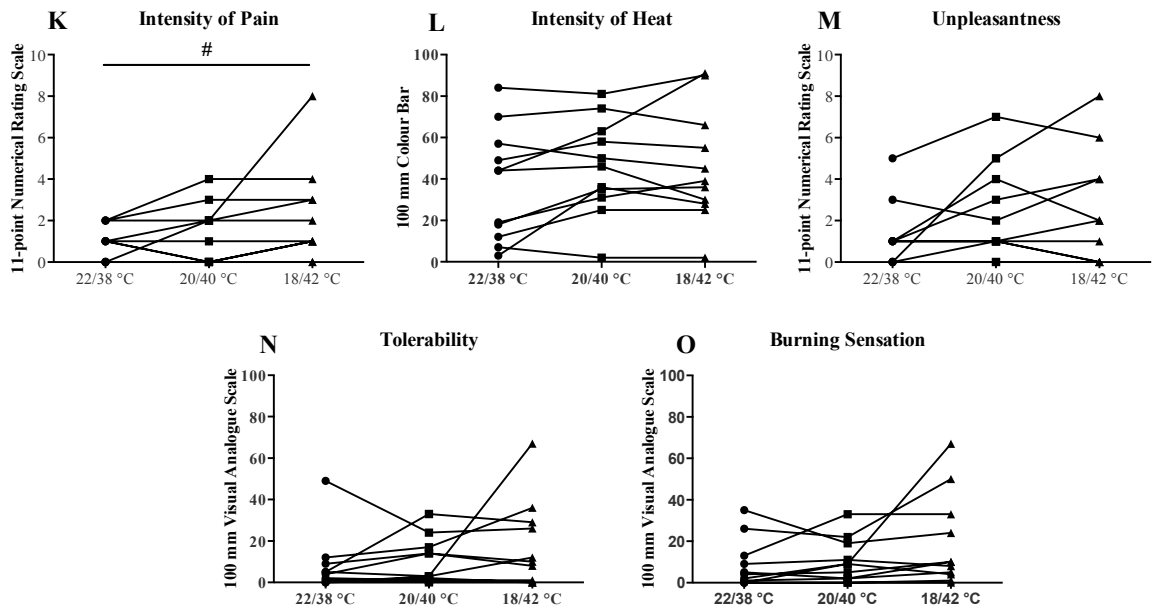 K
Intensity of Pain
#
11-point Numerical Rating Scale
10
8
6
4
2
0
22/38 °C 20/40 °C 18/42 °C
L
Intensity of Heat
100 mm Colour Bar
100
80
60
40
20
0
22/38 °C 20/40 °C 18/42 °C
M
Unpleasantness
11-point Numerical Rating Scale
10
8
6
4
2
0
22/38 °C 20/40 °C 18/42 °C
N
Tolerability
100 mm Visual Analogue Scale
100
80
60
40
20
0
22/38 °C 20/40 °C 18/42 °C
O
Burning Sensation
100 mm Visual Analogue Scale
100
80
60
40
20
0
22/38 °C 20/40 °C 18/42 °C